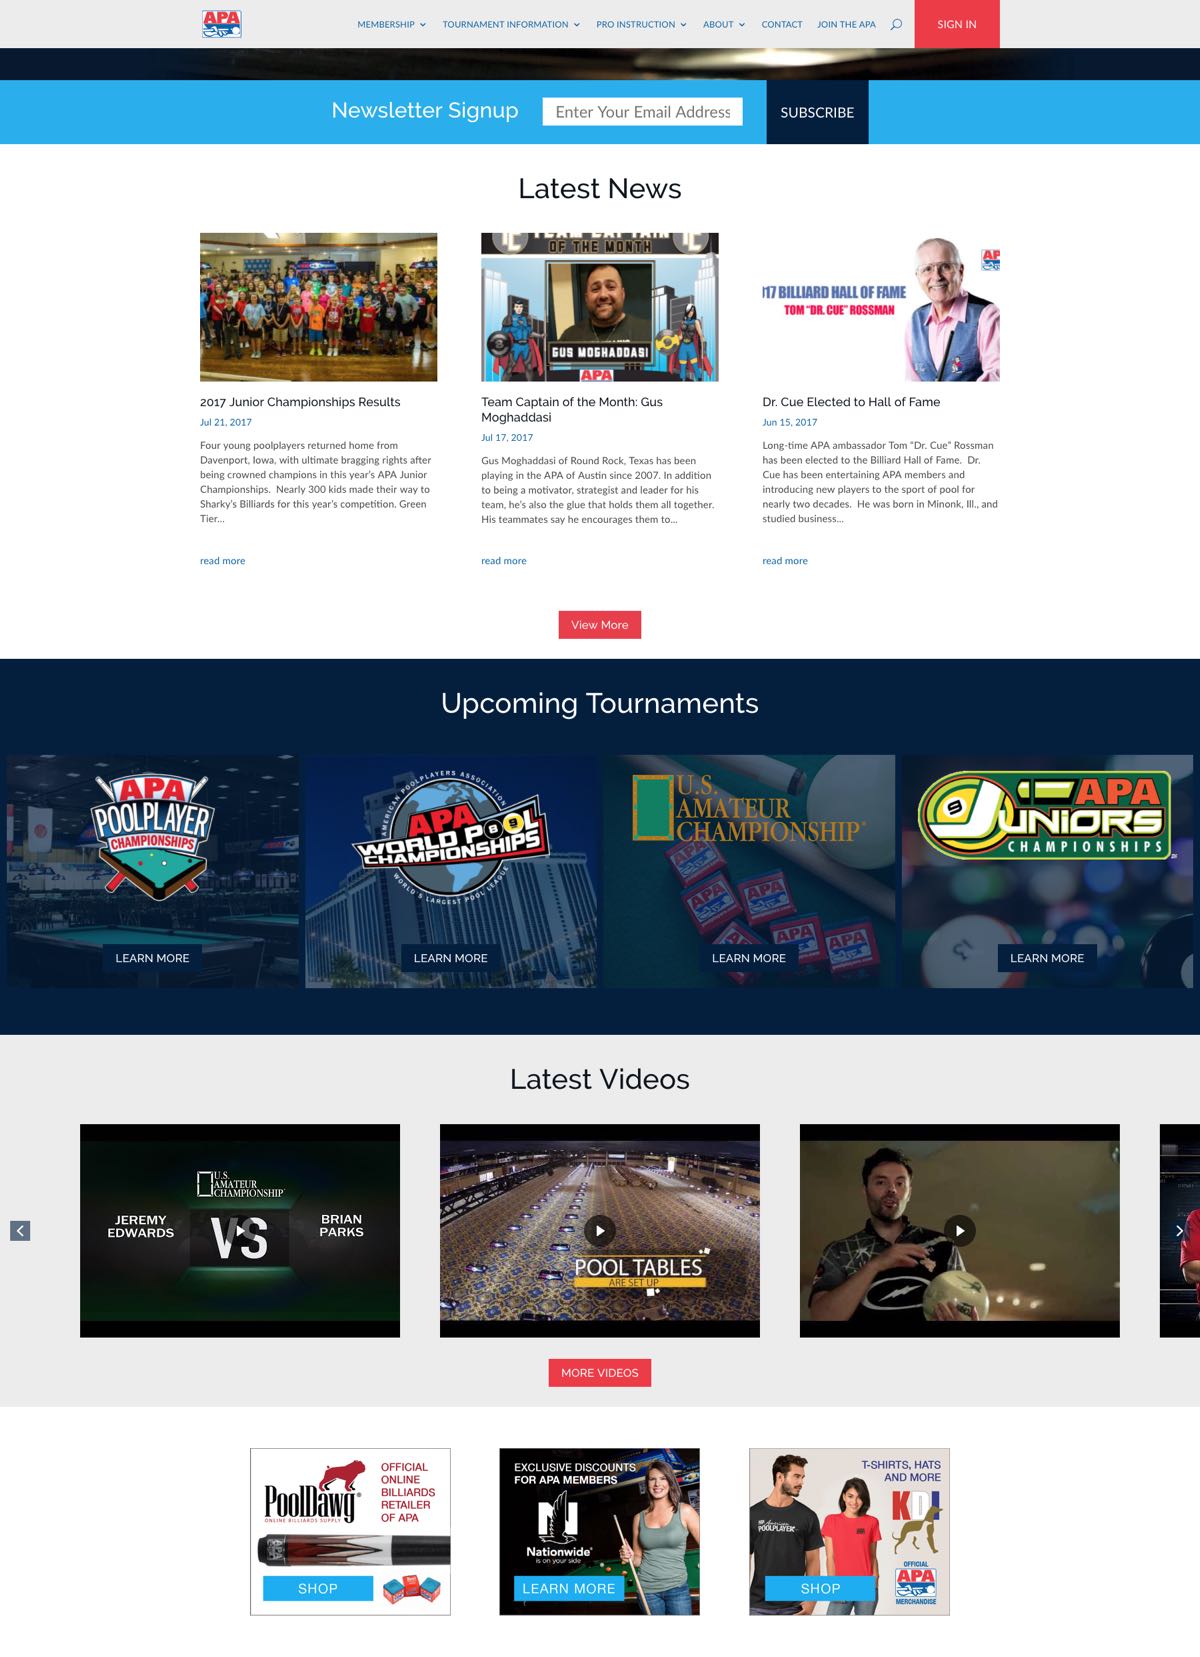 APA
MEMBERSHIP
TOURNAMENT INFORMATION
PRO INSTRUCTION
ABOUT
CONTACT
JOIN THE APA
SIGN IN
Newsletter Signup
Enter Your Email Address
SUBSCRIBE
Latest News
OF THE MONTH
GUS MOGHADDASI
APA
AP
17 BILLIARD HALL OF FAME
TOM "DR. CUE" ROSSMAN
2017 Junior Championships Results
Jul 21, 2017
Four young poolplayers returned home from
Davenport, Iowa, with ultimate bragging rights after
being crowned champions in this year's APA Junior
Championships.  Nearly 300 kids made their way to
Sharky's Billiards for this year's competition. Green
Tier...
read more
Team Captain of the Month: Gus
Moghaddasi
Jul 17, 2017
Gus Moghaddasi of Round Rock, Texas has been
playing in the APA of Austin since 2007. In addition
to being a motivator, strategist and leader for his
team, he's also the glue that holds them all together.
His teammates say he encourages them to...
read more
Dr. Cue Elected to Hall of Fame
Jun 15, 2017
Long-time APA ambassador Tom “Dr. Cue” Rossman
has been elected to the Billiard Hall of Fame.  Dr.
Cue has been entertaining APA members and
introducing new players to the sport of pool for
nearly two decades.  He was born in Minonk, Ill., and
studied business...
read more
View More
Upcoming Tournaments
APA
POOLPLAYER
CHAMPIONSHIPS
LEARN MORE
AMERICAN POOLPLAYERS ASSOCIATION
APA
WORLD POOL
CHAMPIONSHIPS
8 9
WORLD'S LARGEST POOL LEAGUE
LEARN MORE
U.S.
AMATEUR
CHAMPIONSHIP®
APA
APA
APA
APA
APA
LEARN MORE
9
APA
JUNIORS
CHAMPIONSHIPS
LEARN MORE
Latest Videos
U.S.
AMATEUR
CHAMPIONSHIP
JEREMY
EDWARDS
VS
BRIAN
PARKS
POOL TABLES
ARE SET UP
MORE VIDEOS
PoolDawg®
ONLINE BILLIARDS SUPPLY
OFFICIAL
ONLINE
BILLIARDS
RETAILER
OF APA
SHOP
EXCLUSIVE DISCOUNTS
FOR APA MEMBERS
N
Nationwide®
is on your side
LEARN MORE
T-SHIRTS, HATS
AND MORE
KDI
American
POOLPLAYER
OFFICIAL
APA
MERCHANDISE
SHOP